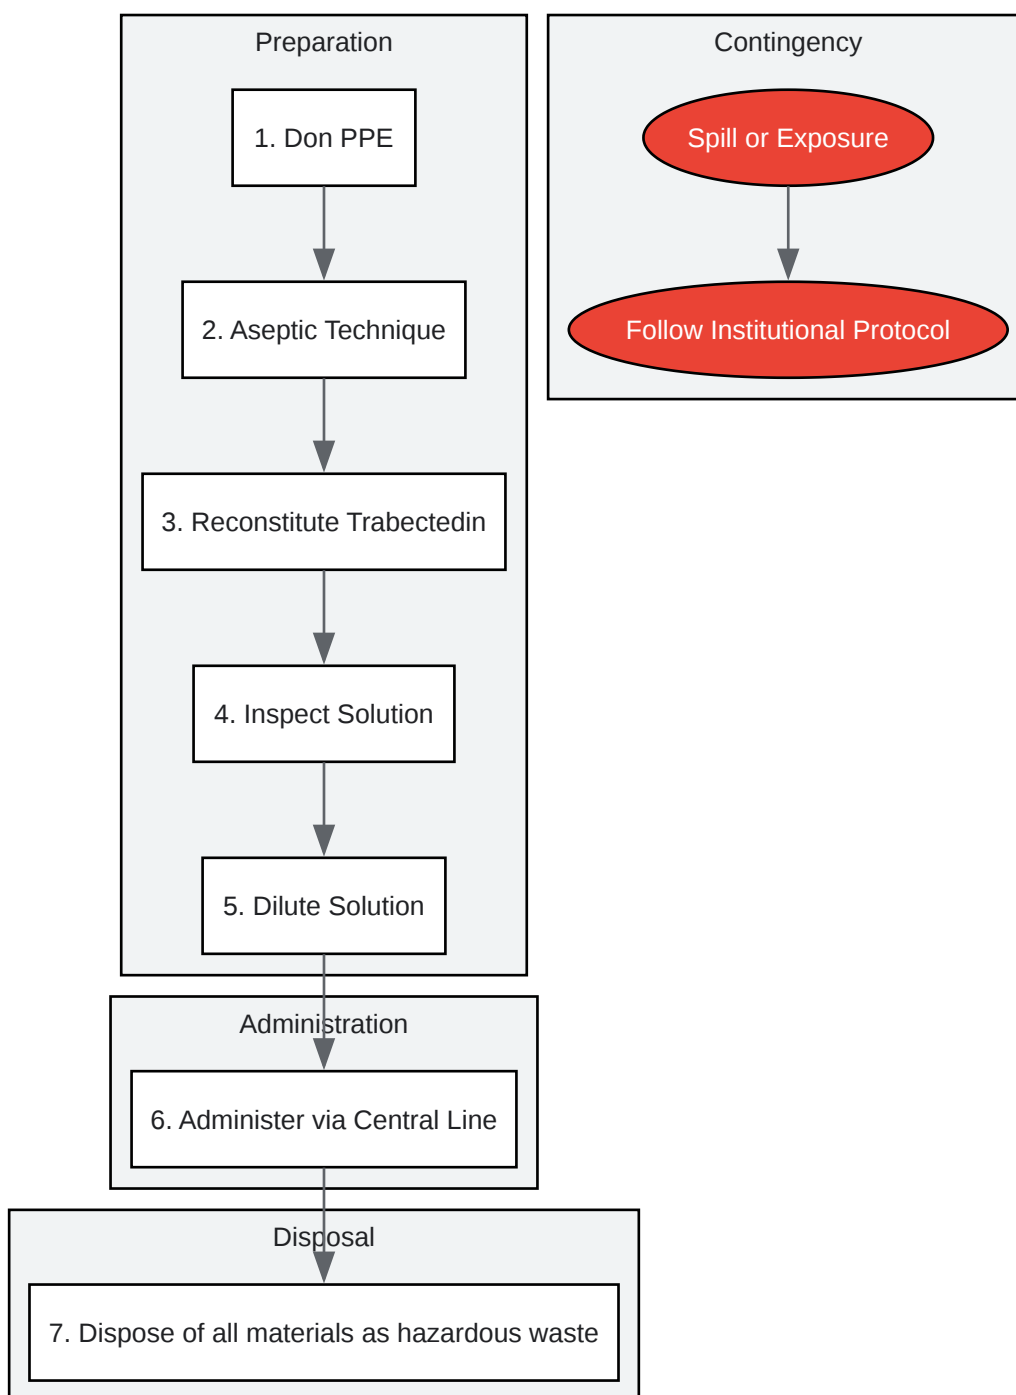 Preparation
1. Don PPE
2. Aseptic Technique
3. Reconstitute Trabectedin
4. Inspect Solution
5. Dilute Solution
Administration
6. Administer via Central Line
Disposal
7. Dispose of all materials as hazardous waste
Contingency
Spill or Exposure
Follow Institutional Protocol